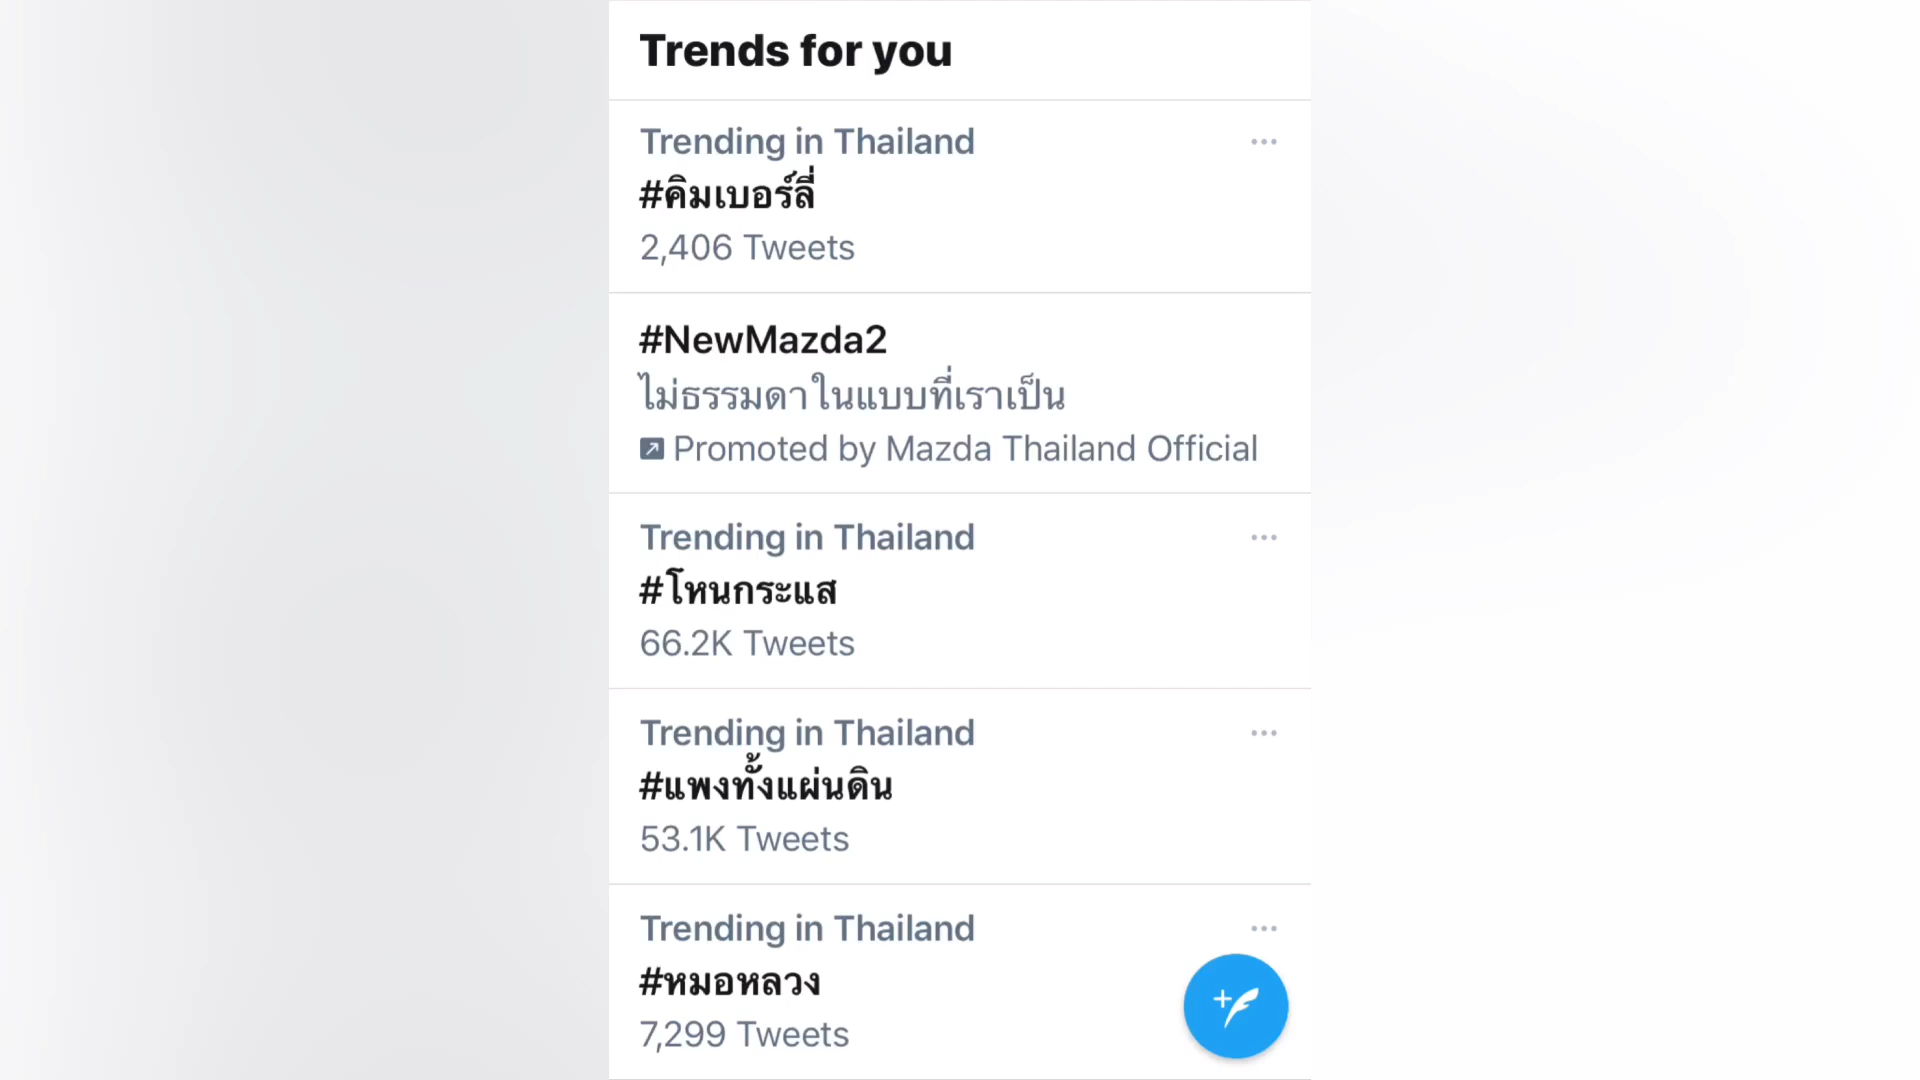 Trends for you
Trending in Thailand
#คิมเบอร์ลี่
2,406 Tweets
#NewMazda2
ไม่ธรรมดาในแบบที่เราเป็น
Promoted by Mazda Thailand Official
Trending in Thailand
#โหนกระแส
66.2K Tweets
Trending in Thailand
#แพงทั้งแผ่นดิน
53.1K Tweets
Trending in Thailand
#หมอหลวง
7,299 Tweets